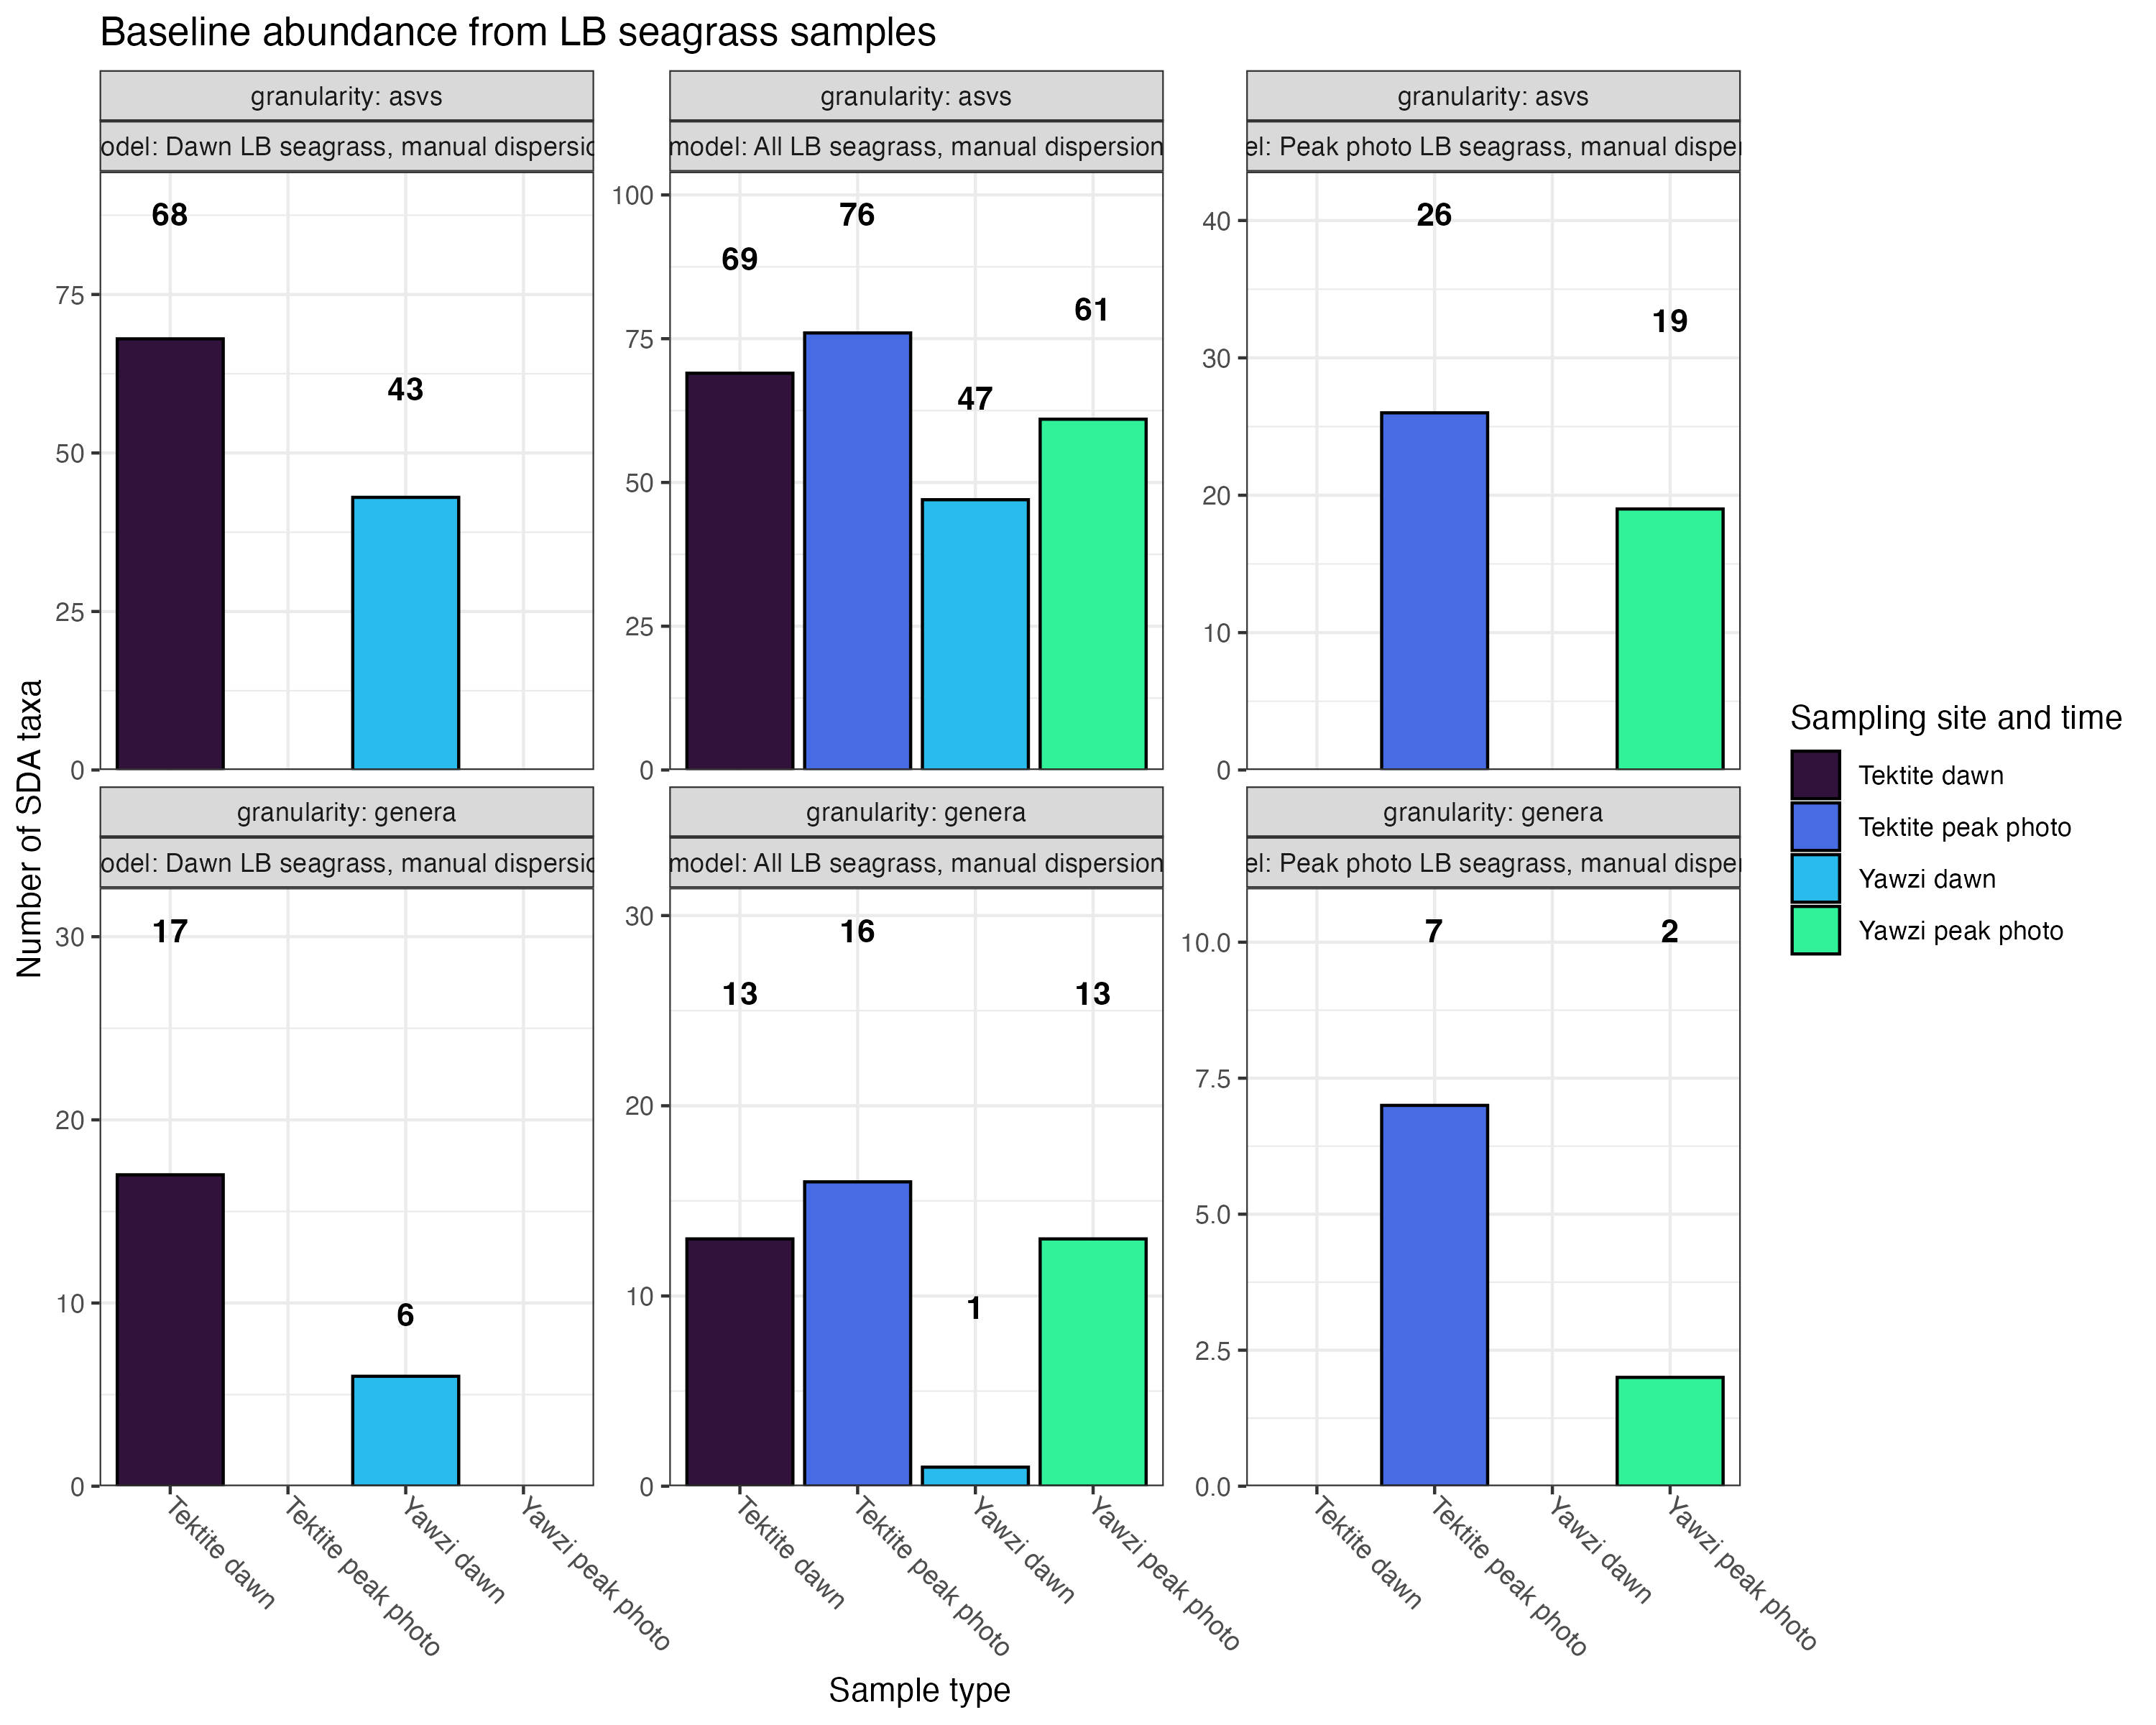 Baseline abundance from LB seagrass samples
granularity: asvs
odel: Dawn LB seagrass, manual dispersio
68
43
75
50
25
0
granularity: asvs
model: All LB seagrass, manual dispersion
69
76
47
61
100
75
50
25
0
granularity: asvs
el: Peak photo LB seagrass, manual disper
26
19
40
30
20
10
0
granularity: genera
odel: Dawn LB seagrass, manual dispersio
17
6
30
20
10
0
Tektite dawn
Tektite peak photo
Yawzi dawn
Yawzi peak photo
granularity: genera
model: All LB seagrass, manual dispersion
13
16
1
13
30
20
10
0
Tektite dawn
Tektite peak photo
Yawzi dawn
Yawzi peak photo
granularity: genera
el: Peak photo LB seagrass, manual disper
7
2
10.0
7.5
5.0
2.5
0.0
Tektite dawn
Tektite peak photo
Yawzi dawn
Yawzi peak photo
Number of SDA taxa
Sample type
Sampling site and time
Tektite dawn
Tektite peak photo
Yawzi dawn
Yawzi peak photo